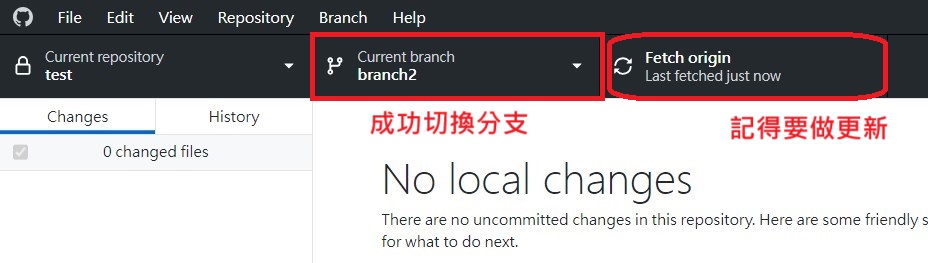 File Edit View Repository Branch Help
Current repository
test
Current branch
branch2
Fetch origin
Last fetched just now
Changes History
成功切換分支
記得要做更新
0 changed files
No local changes
There are no uncommitted changes in this repository. Here are some friendly s
for what to do next.